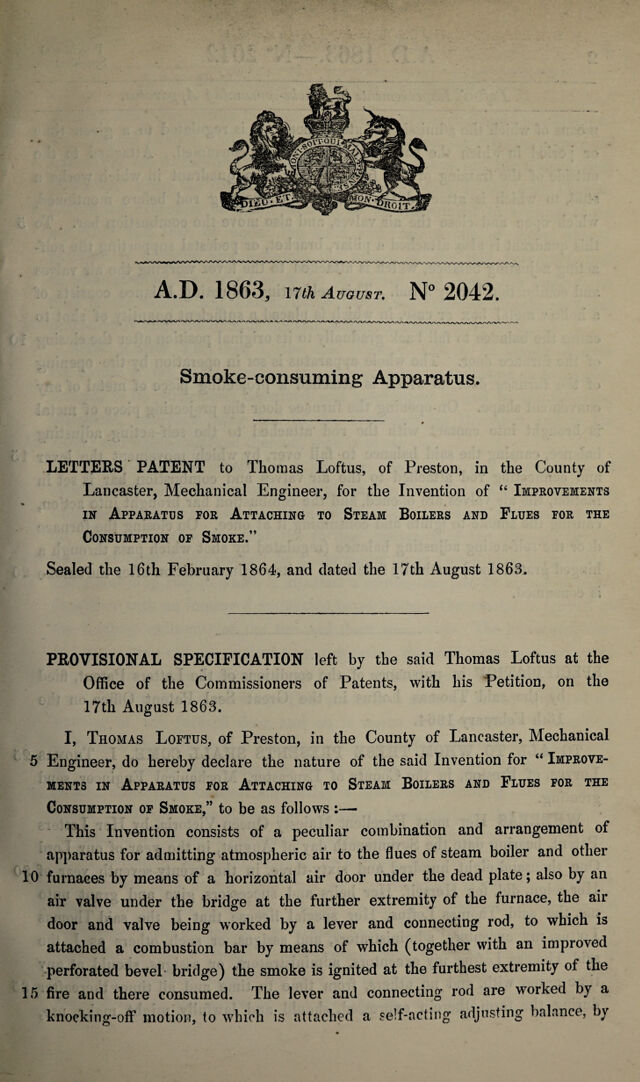 HONI SOIT QUI MAL
DIEU·ET MON·DROIT.
A.D. 1863, 17th August. Nº 2042.
Smoke-consuming Apparatus.
LETTERS PATENT to Thomas Loftus, of Preston, in the County of
Lancaster, Mechanical Engineer, for the Invention of “ Improvements
in Apparatus for Attaching to Steam Boilers and Flues for the
Consumption of Smoke.”
Sealed the 16th February 1864, and dated the 17th August 1863.
PROVISIONAL SPECIFICATION left by the said Thomas Loftus at the
Office of the Commissioners of Patents, with his Petition, on the
17th August 1863.
I, Thomas Loftus, of Preston, in the County of Lancaster, Mechanical
5 Engineer, do hereby declare the nature of the said Invention for “ Improve-
ments in Apparatus for Attaching to Steam Boilers and Flues for the
Consumption of Smoke,” to be as follows :—
This Invention consists of a peculiar combination and arrangement of
apparatus for admitting atmospheric air to the flues of steam boiler and other
10 furnaces by means of a horizontal air door under the dead plate ; also by an
air valve under the bridge at the further extremity of the furnace, the air
door and valve being worked by a lever and connecting rod, to which is
attached a combustion bar by means of which (together with an improved
perforated bevel bridge) the smoke is ignited at the furthest extremity of the
15 fire and there consumed. The lever and connecting rod are worked by a
knocking-off motion, to which is attached a self-acting adjusting balance, by